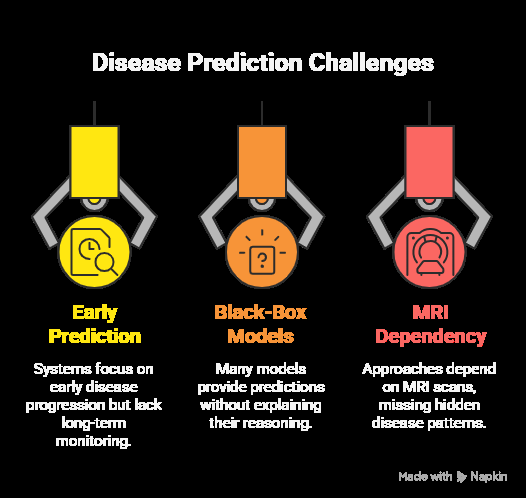 Disease Prediction Challenges
?
Early
Prediction
Systems focus on
early disease
progression but lack
long-term
monitoring.
Black-Box
Models
Many models
provide predictions
without explaining
their reasoning.
MRI
Dependency
Approaches depend
on MRI scans,
missing hidden
disease patterns.
Made with Napkin